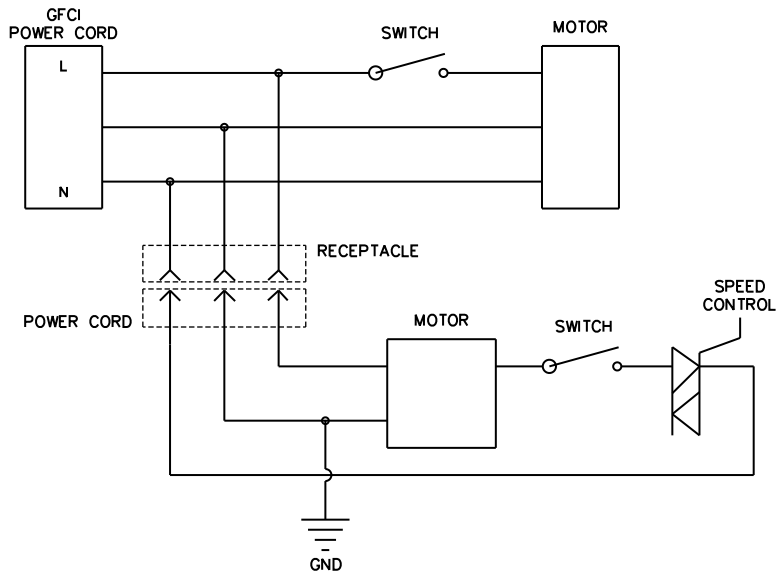 GFCI
POWER CORD
L
N
SWITCH
MOTOR
RECEPTACLE
POWER CORD
MOTOR
SWITCH
SPEED
CONTROL
GND